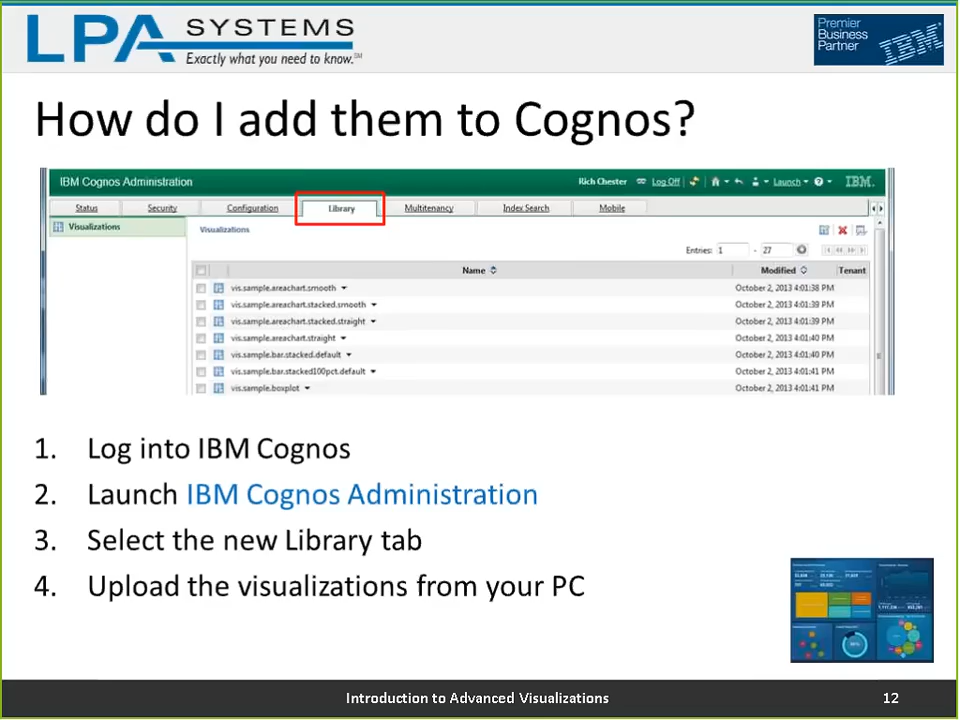 LPA SYSTEMS
Exactly what you need to know.℠
Premier
Business
Partner
IBM
How do I add them to Cognos?
IBM Cognos Administration
Rich Chester
Log Off
Launch
IBM.
Status
Security
Configuration
Library
Multitenancy
Index Search
Mobile
Visualizations
Visualizations
Entries: 1 - 27
Name
Modified
Tenant
vis.sample.areachart.smooth
October 2, 2013 4:01:38 PM
vis.sample.areachart.stacked.smooth
October 2, 2013 4:01:39 PM
vis.sample.areachart.stacked.straight
October 2, 2013 4:01:39 PM
vis.sample.areachart.straight
October 2, 2013 4:01:40 PM
vis.sample.bar.stacked.default
October 2, 2013 4:01:40 PM
vis.sample.bar.stacked100pct.default
October 2, 2013 4:01:41 PM
vis.sample.boxplot
October 2, 2013 4:01:41 PM
1. Log into IBM Cognos
2. Launch IBM Cognos Administration
3. Select the new Library tab
4. Upload the visualizations from your PC
Introduction to Advanced Visualizations
12